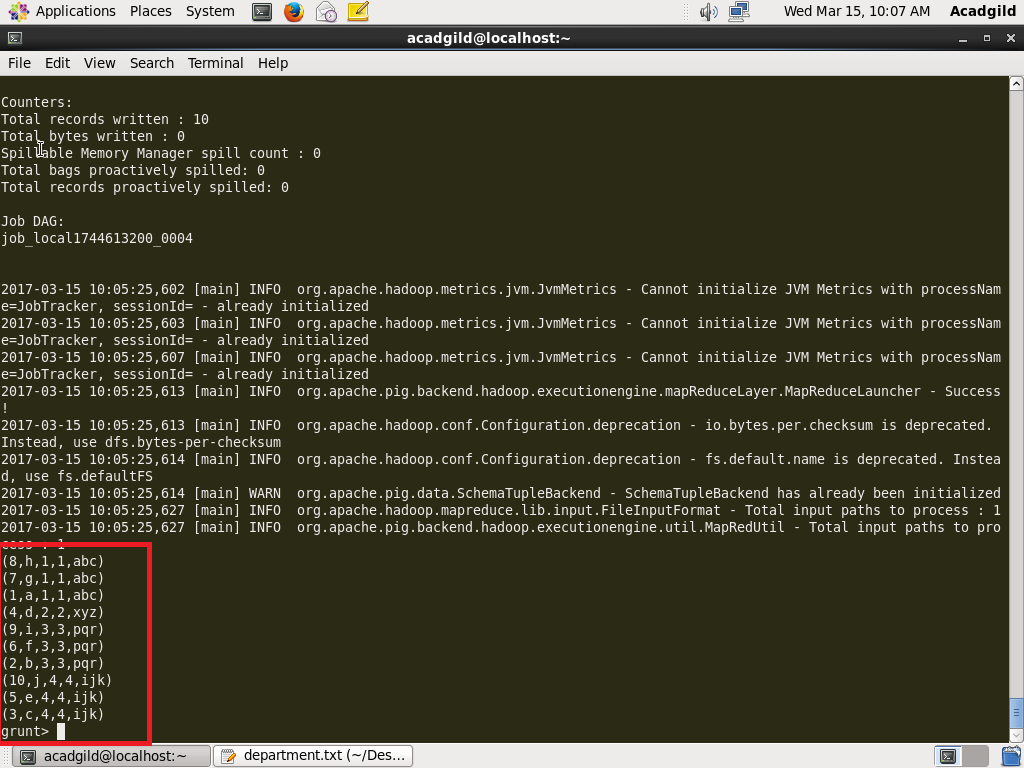 Applications Places System Wed Mar 15, 10:07 AM Acadgild
acadgild@localhost:~
File Edit View Search Terminal Help
Counters:
Total records written : 10
Total bytes written : 0
Spillable Memory Manager spill count : 0
Total bags proactively spilled: 0
Total records proactively spilled: 0
Job DAG:
job_local1744613200_0004
2017-03-15 10:05:25,602 [main] INFO  org.apache.hadoop.metrics.jvm.JvmMetrics - Cannot initialize JVM Metrics with processNam
e=JobTracker, sessionId= - already initialized
2017-03-15 10:05:25,603 [main] INFO  org.apache.hadoop.metrics.jvm.JvmMetrics - Cannot initialize JVM Metrics with processNam
e=JobTracker, sessionId= - already initialized
2017-03-15 10:05:25,607 [main] INFO  org.apache.hadoop.metrics.jvm.JvmMetrics - Cannot initialize JVM Metrics with processNam
e=JobTracker, sessionId= - already initialized
2017-03-15 10:05:25,613 [main] INFO  org.apache.pig.backend.hadoop.executionengine.mapReduceLayer.MapReduceLauncher - Success
!
2017-03-15 10:05:25,613 [main] INFO  org.apache.hadoop.conf.Configuration.deprecation - io.bytes.per.checksum is deprecated.
Instead, use dfs.bytes-per-checksum
2017-03-15 10:05:25,614 [main] INFO  org.apache.hadoop.conf.Configuration.deprecation - fs.default.name is deprecated. Instea
d, use fs.defaultFS
2017-03-15 10:05:25,614 [main] WARN  org.apache.pig.data.SchemaTupleBackend - SchemaTupleBackend has already been initialized
2017-03-15 10:05:25,627 [main] INFO  org.apache.hadoop.mapreduce.lib.input.FileInputFormat - Total input paths to process : 1
2017-03-15 10:05:25,627 [main] INFO  org.apache.pig.backend.hadoop.executionengine.util.MapRedUtil - Total input paths to pro
cess : 1
(8,h,1,1,abc)
(7,g,1,1,abc)
(1,a,1,1,abc)
(4,d,2,2,xyz)
(9,i,3,3,pqr)
(6,f,3,3,pqr)
(2,b,3,3,pqr)
(10,j,4,4,ijk)
(5,e,4,4,ijk)
(3,c,4,4,ijk)
grunt>
acadgild@localhost:~ department.txt (~/Des...